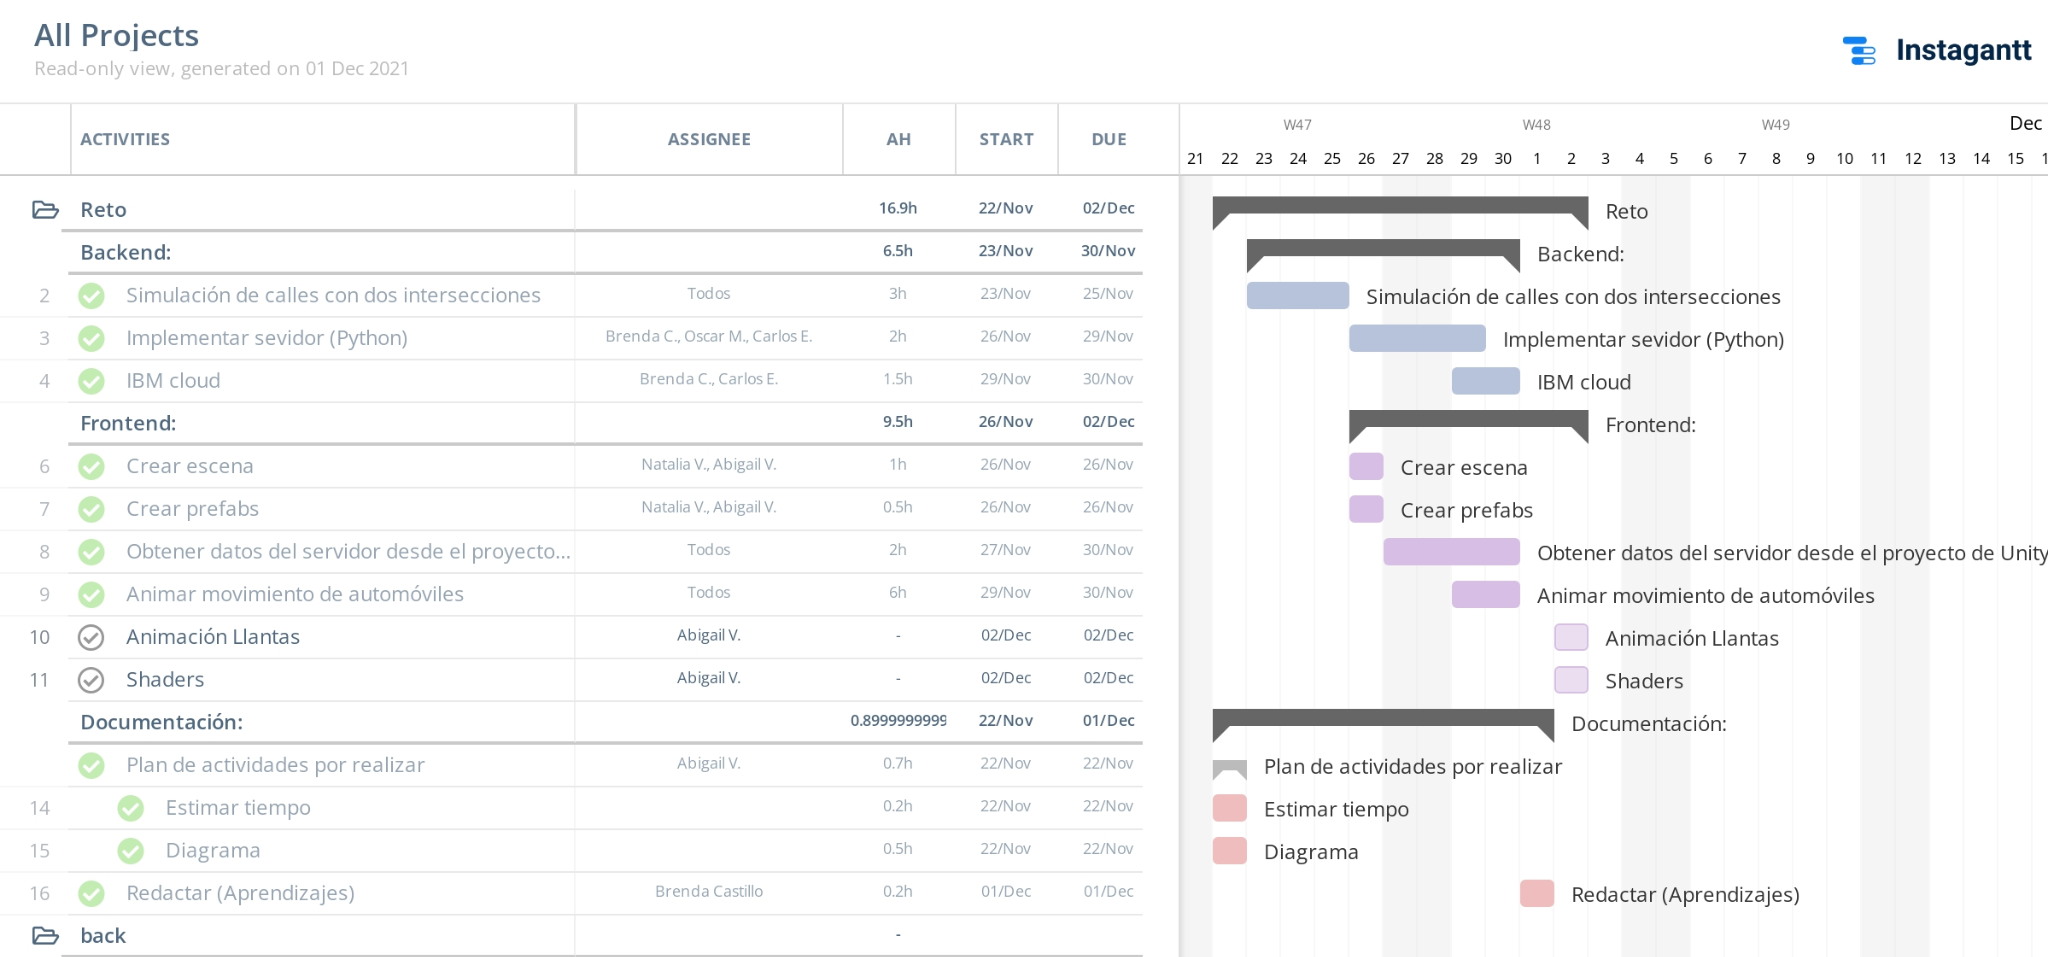 All Projects
Read-only view, generated on 01 Dec 2021
Instagantt
ACTIVITIES ASSIGNEE AH START DUE
W47 W48 W49 Dec
21 22 23 24 25 26 27 28 29 30 1 2 3 4 5 6 7 8 9 10 11 12 13 14 15
Reto 16.9h 22/Nov 02/Dec Reto
Backend: 6.5h 23/Nov 30/Nov Backend:
2 Simulación de calles con dos intersecciones Todos 3h 23/Nov 25/Nov Simulación de calles con dos intersecciones
3 Implementar sevidor (Python) Brenda C., Oscar M., Carlos E. 2h 26/Nov 29/Nov Implementar sevidor (Python)
4 IBM cloud Brenda C., Carlos E. 1.5h 29/Nov 30/Nov IBM cloud
Frontend: 9.5h 26/Nov 02/Dec Frontend:
6 Crear escena Natalia V., Abigail V. 1h 26/Nov 26/Nov Crear escena
7 Crear prefabs Natalia V., Abigail V. 0.5h 26/Nov 26/Nov Crear prefabs
8 Obtener datos del servidor desde el proyecto... Todos 2h 27/Nov 30/Nov Obtener datos del servidor desde el proyecto de Unity
9 Animar movimiento de automóviles Todos 6h 29/Nov 30/Nov Animar movimiento de automóviles
10 Animación Llantas Abigail V. - 02/Dec 02/Dec Animación Llantas
11 Shaders Abigail V. - 02/Dec 02/Dec Shaders
Documentación: 0.8999999999 22/Nov 01/Dec Documentación:
Plan de actividades por realizar Abigail V. 0.7h 22/Nov 22/Nov Plan de actividades por realizar
14 Estimar tiempo 0.2h 22/Nov 22/Nov Estimar tiempo
15 Diagrama 0.5h 22/Nov 22/Nov Diagrama
16 Redactar (Aprendizajes) Brenda Castillo 0.2h 01/Dec 01/Dec Redactar (Aprendizajes)
back -